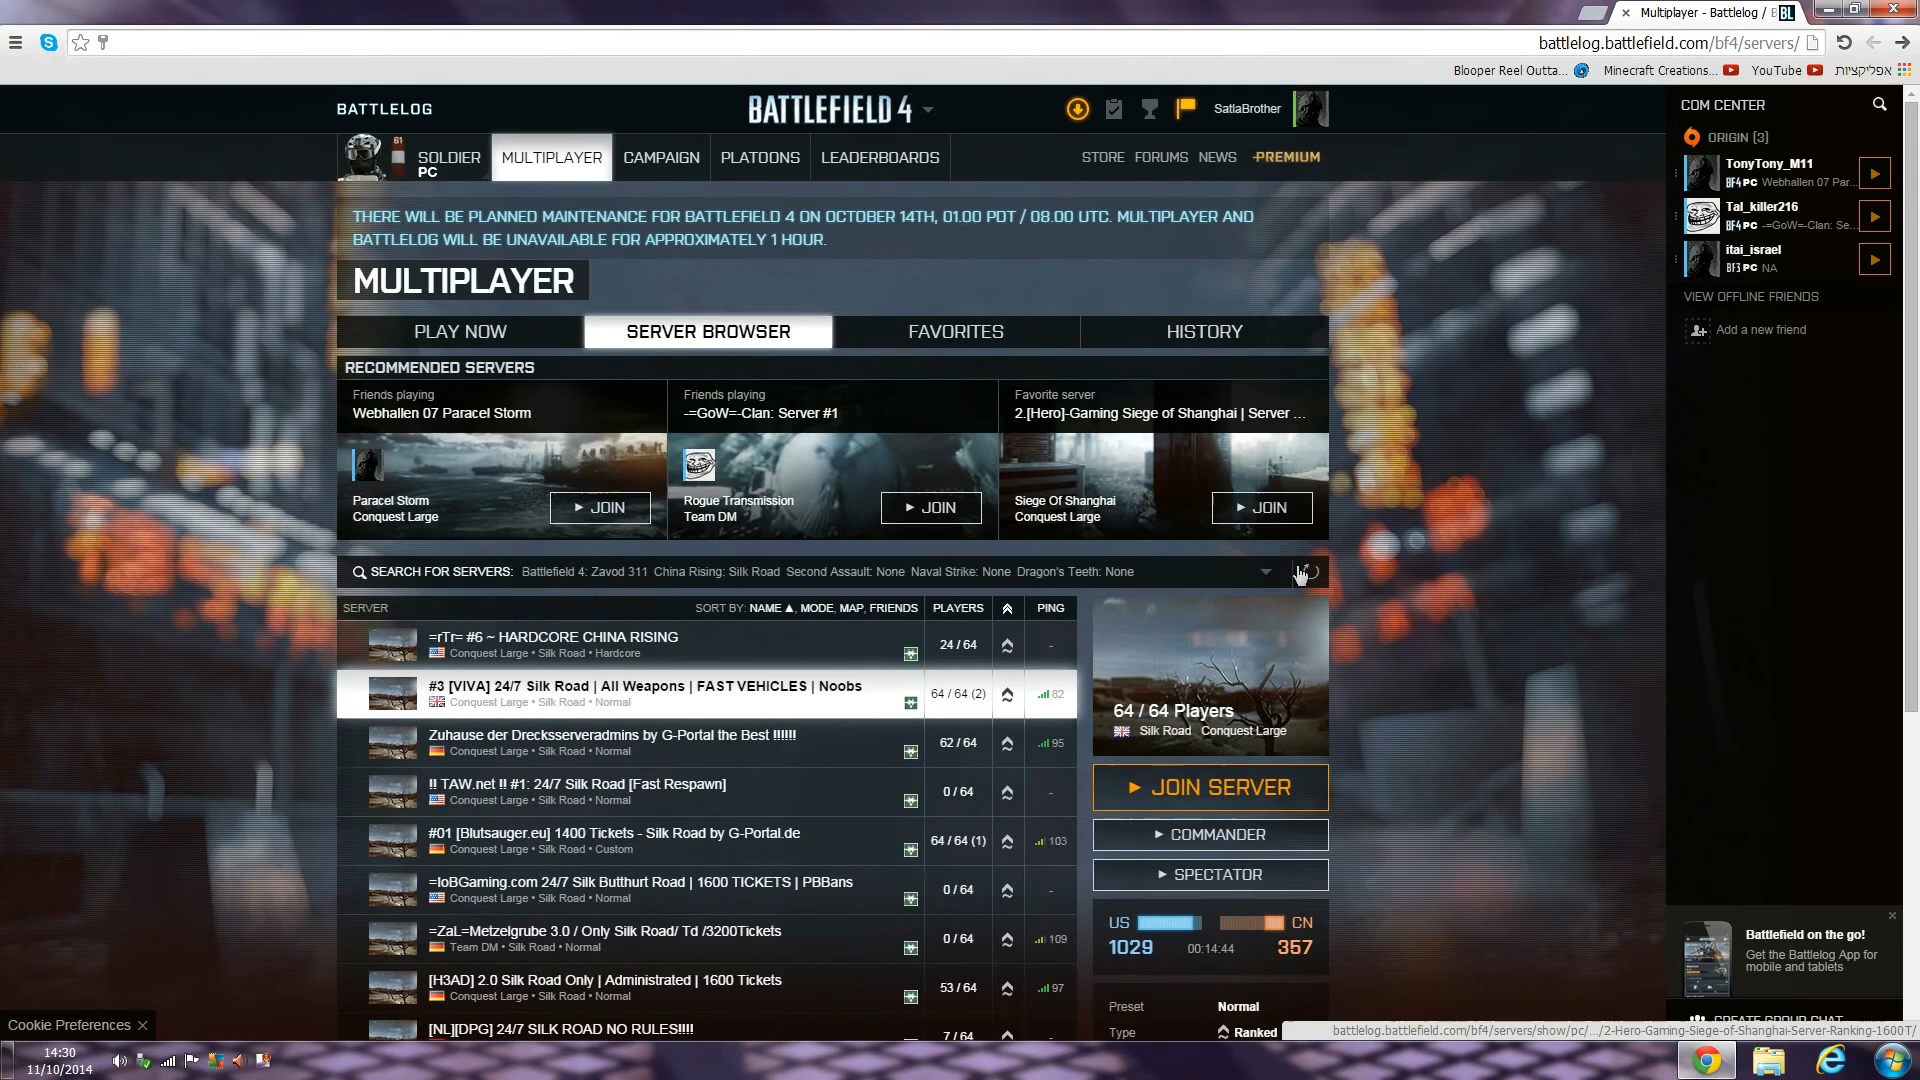 Multiplayer - Battlelog / B
BL
battlelog.battlefield.com/bf4/servers/
Blooper Reel Outta...
Minecraft Creations...
YouTube
אפליקציות
BATTLELOG
BATTLEFIELD 4
SatlaBrother
61
SOLDIER
PC
MULTIPLAYER
CAMPAIGN
PLATOONS
LEADERBOARDS
STORE
FORUMS
NEWS
PREMIUM
THERE WILL BE PLANNED MAINTENANCE FOR BATTLEFIELD 4 ON OCTOBER 14TH, 01.00 PDT / 08.00 UTC. MULTIPLAYER AND
BATTLELOG WILL BE UNAVAILABLE FOR APPROXIMATELY 1 HOUR.
MULTIPLAYER
PLAY NOW
SERVER BROWSER
FAVORITES
HISTORY
RECOMMENDED SERVERS
Friends playing
Webhallen 07 Paracel Storm
Paracel Storm
Conquest Large
JOIN
Friends playing
-=GoW=-Clan: Server #1
Rogue Transmission
Team DM
JOIN
Favorite server
2.[Hero]-Gaming Siege of Shanghai | Server ...
Siege Of Shanghai
Conquest Large
JOIN
SEARCH FOR SERVERS: Battlefield 4: Zavod 311 China Rising: Silk Road Second Assault: None Naval Strike: None Dragon's Teeth: None
SERVER SORT BY: NAME ▲, MODE, MAP, FRIENDS PLAYERS PING
=rTr= #6 ~ HARDCORE CHINA RISING
Conquest Large • Silk Road • Hardcore
24 / 64
-
#3 [VIVA] 24/7 Silk Road | All Weapons | FAST VEHICLES | Noobs
Conquest Large • Silk Road • Normal
64 / 64 (2)
82
Zuhause der Drecksserveradmins by G-Portal the Best !!!!!!
Conquest Large • Silk Road • Normal
62 / 64
95
!! TAW.net !! #1: 24/7 Silk Road [Fast Respawn]
Conquest Large • Silk Road • Normal
0 / 64
-
#01 [Blutsauger.eu] 1400 Tickets - Silk Road by G-Portal.de
Conquest Large • Silk Road • Custom
64 / 64 (1)
103
=IoBGaming.com 24/7 Silk Butthurt Road | 1600 TICKETS | PBBans
Conquest Large • Silk Road • Normal
0 / 64
-
=ZaL=Metzelgrube 3.0 / Only Silk Road/ Td /3200Tickets
Team DM • Silk Road • Normal
0 / 64
109
[H3AD] 2.0 Silk Road Only | Administrated | 1600 Tickets
Conquest Large • Silk Road • Normal
53 / 64
97
[NL][DPG] 24/7 SILK ROAD NO RULES!!!!
7 / 64
64 / 64 Players
Silk Road Conquest Large
JOIN SERVER
COMMANDER
SPECTATOR
US
CN
1029
00:14:44
357
Preset Normal
Type Ranked
COM CENTER
ORIGIN [3]
TonyTony_M11
BF4 PC Webhallen 07 Par...
Tal_killer216
BF4 PC -=GoW=-Clan: Se...
itai_israel
BF3 PC NA
VIEW OFFLINE FRIENDS
Add a new friend
Battlefield on the go!
Get the Battlelog App for
mobile and tablets
CREATE GROUP CHAT
battlelog.battlefield.com/bf4/servers/show/pc/.../2-Hero-Gaming-Siege-of-Shanghai-Server-Ranking-1600T/
Cookie Preferences
14:30
11/10/2014